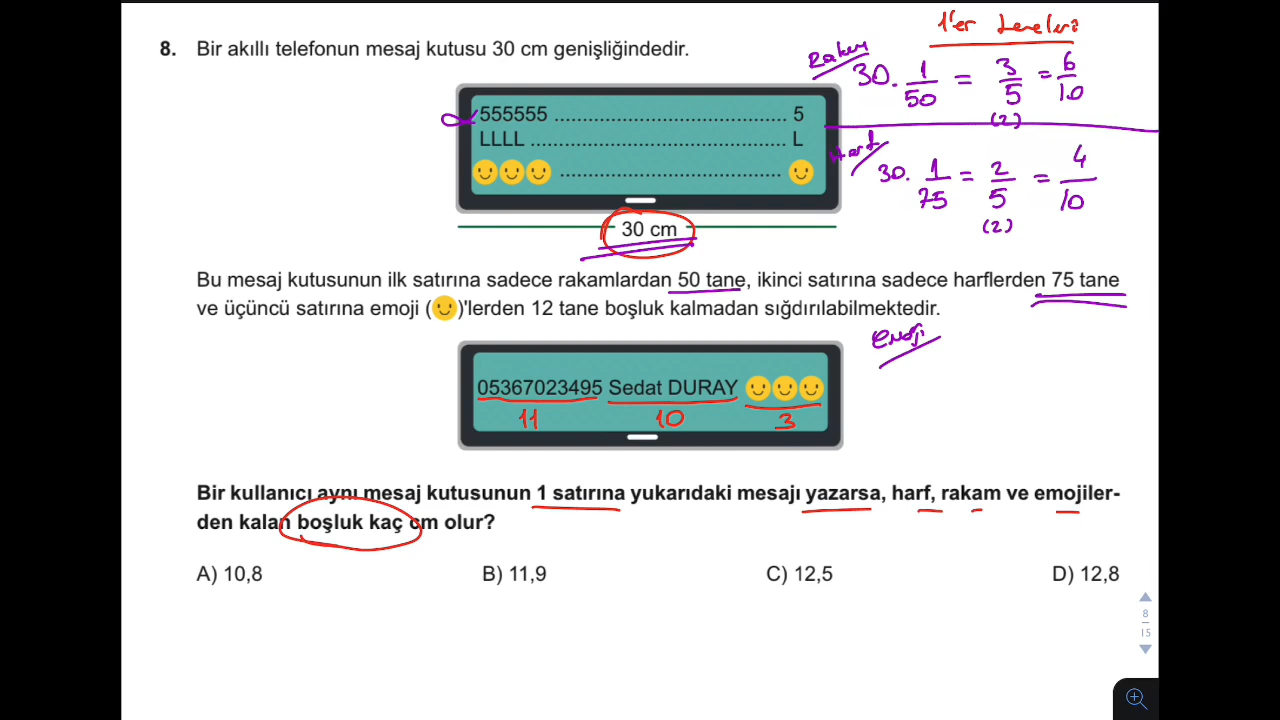 8. Bir akıllı telefonun mesaj kutusu 30 cm genişliğindedir.
555555 ................................................ 5
LLLL ..................................................... L
30 cm
Bu mesaj kutusunun ilk satırına sadece rakamlardan 50 tane, ikinci satırına sadece harflerden 75 tane
ve üçüncü satırına emoji (🙂)'lerden 12 tane boşluk kalmadan sığdırılabilmektedir.
05367023495 Sedat DURAY
11 10 3
Bir kullanıcı aynı mesaj kutusunun 1 satırına yukarıdaki mesajı yazarsa, harf, rakam ve emojiler-
den kalan boşluk kaç cm olur?
A) 10,8 B) 11,9 C) 12,5 D) 12,8
1'er taneleri
Rakam
30. 1/50 = 3/5 = 6/10
(2)
Harf
30. 1/75 = 2/5 = 4/10
(2)
emoji
8
15